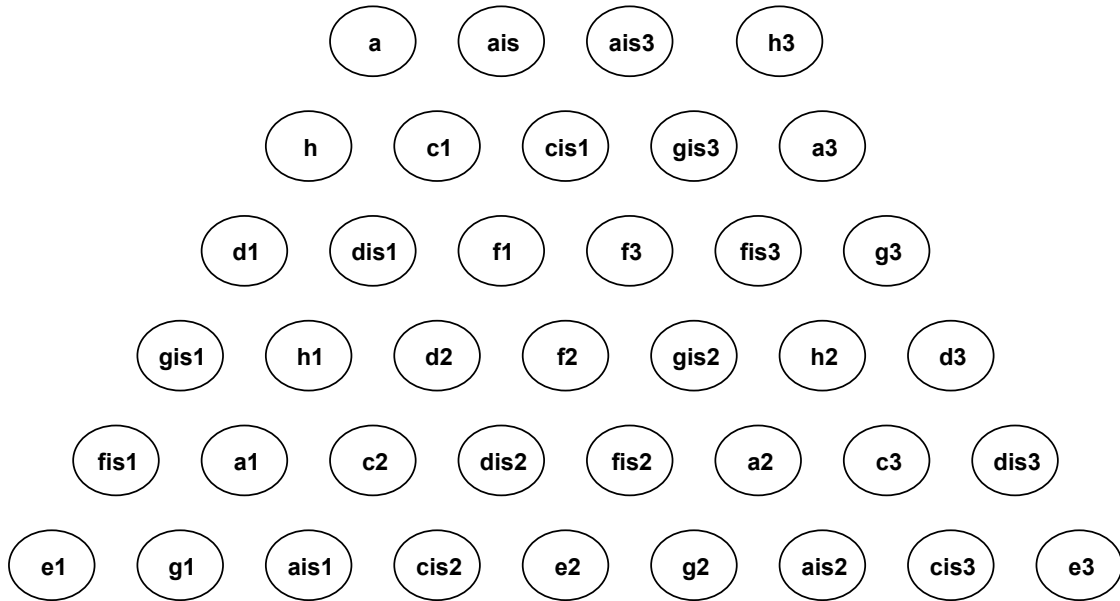 a ais ais3 h3
h c1 cis1 gis3 a3
d1 dis1 f1 f3 fis3 g3
gis1 h1 d2 f2 gis2 h2 d3
fis1 a1 c2 dis2 fis2 a2 c3 dis3
e1 g1 ais1 cis2 e2 g2 ais2 cis3 e3